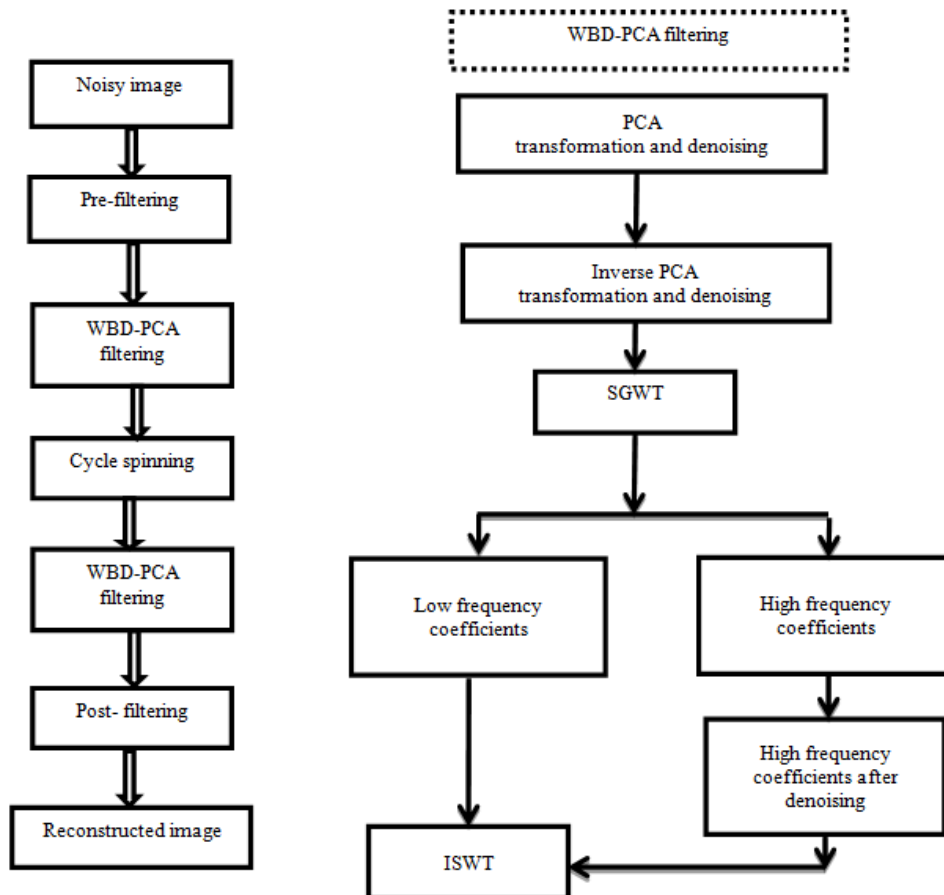 Noisy image
Pre-filtering
WBD-PCA
filtering
Cycle spinning
WBD-PCA
filtering
Post- filtering
Reconstructed image
WBD-PCA filtering
PCA
transformation and denoising
Inverse PCA
transformation and denoising
SGWT
Low frequency
coefficients
High frequency
coefficients
High frequency
coefficients after
denoising
ISWT